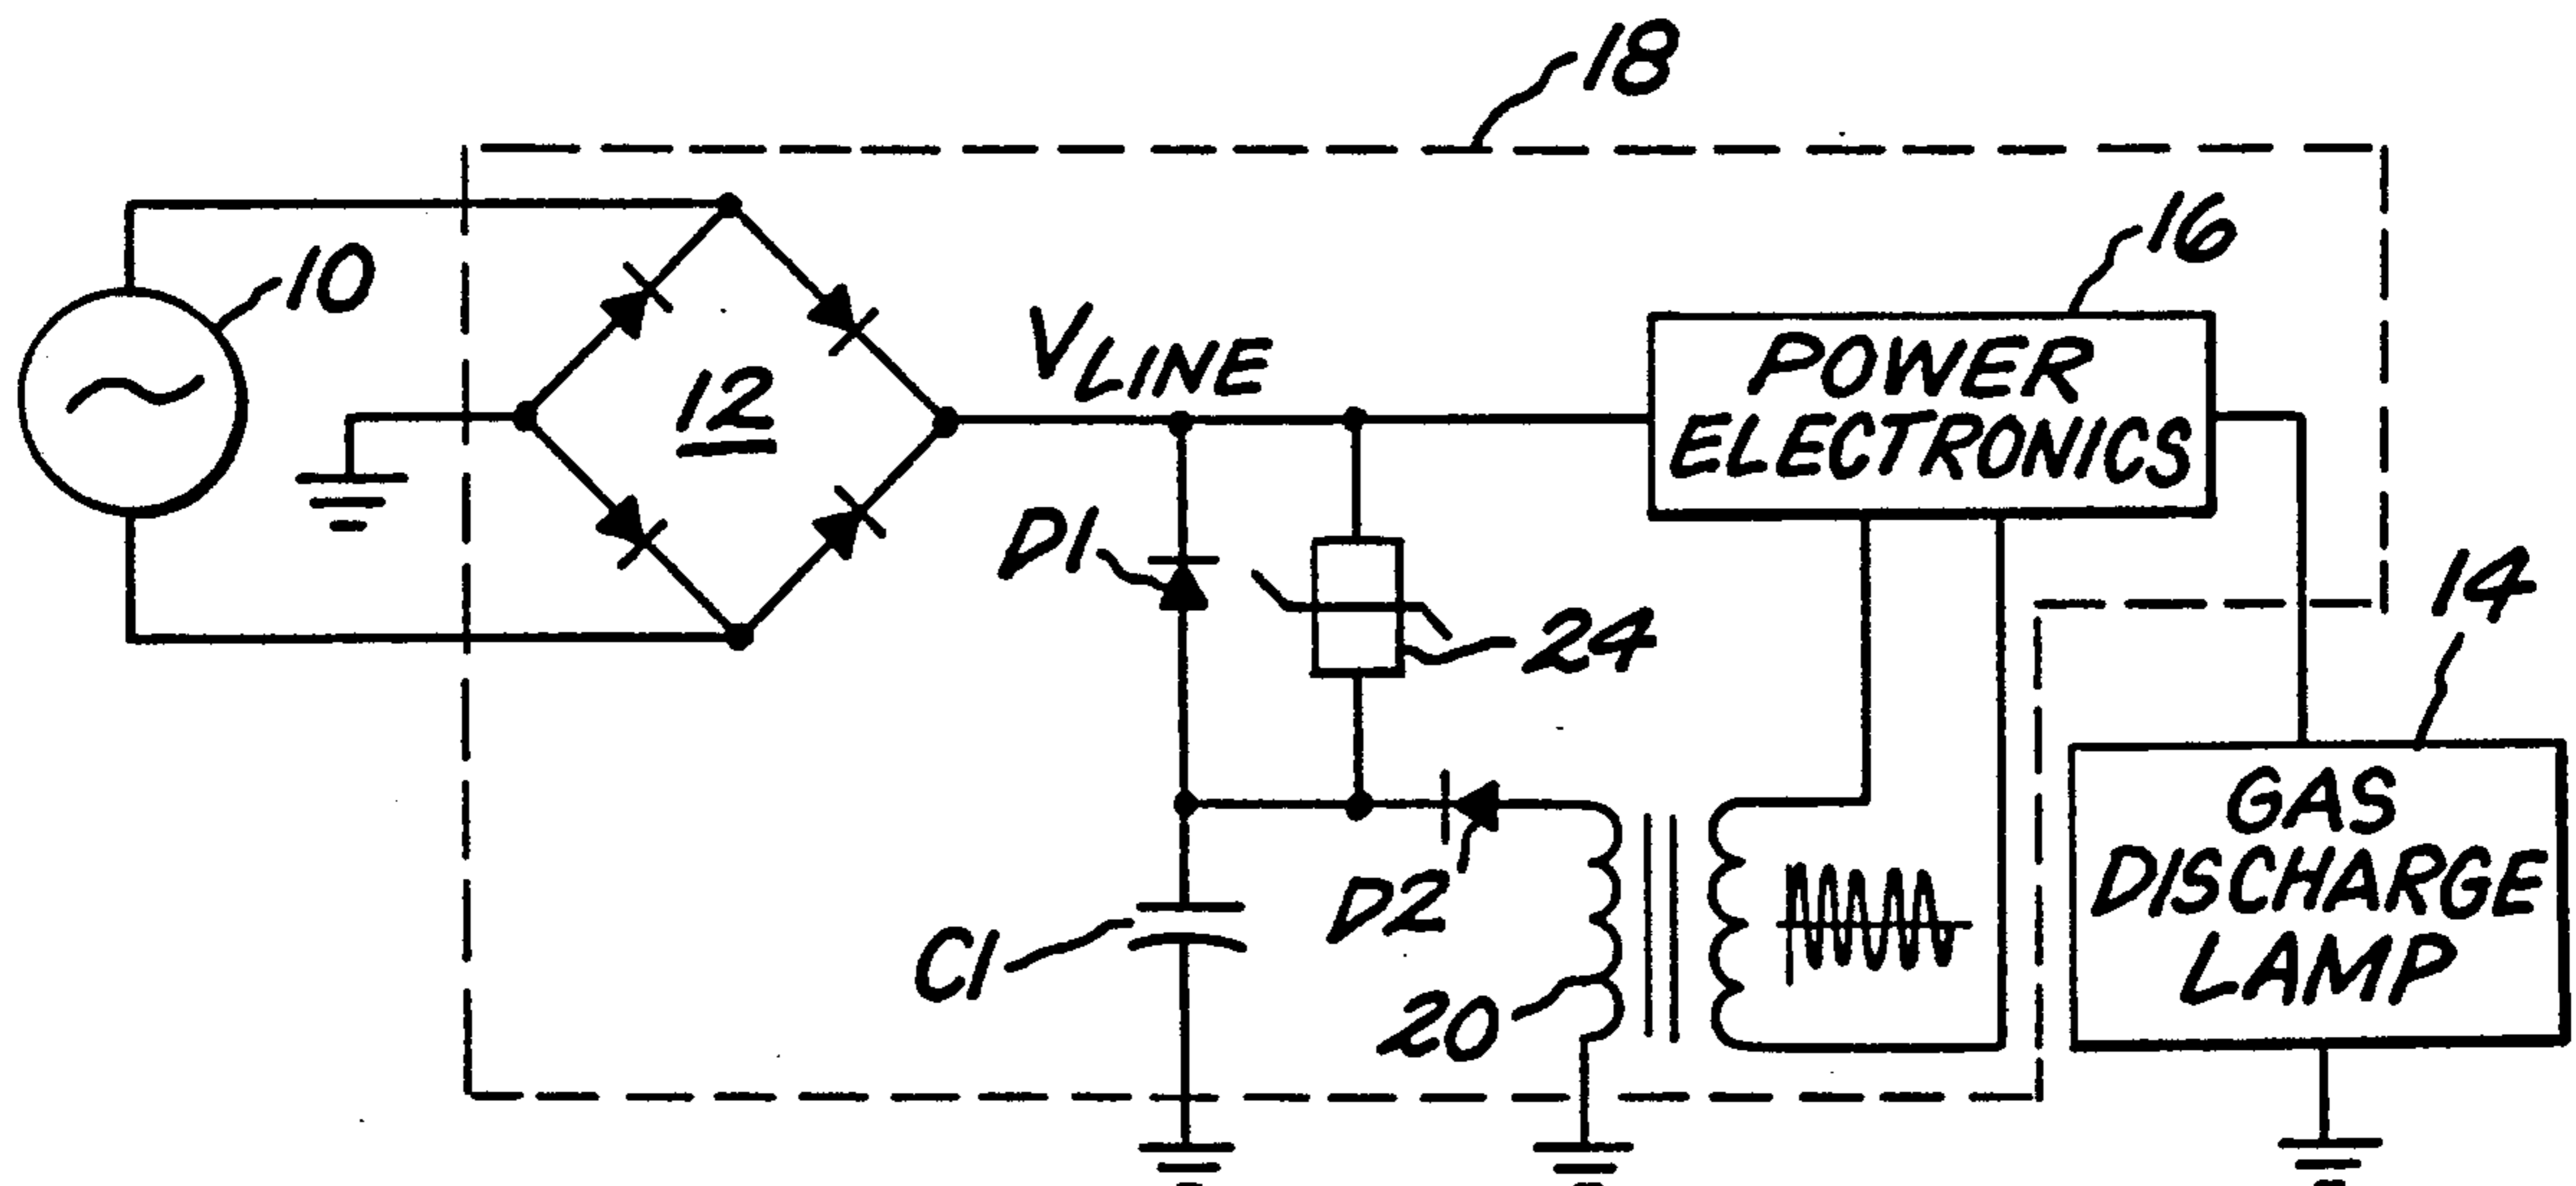 18
10
16
12
VLINE
POWER
ELECTRONICS
D1
24
14
D2
C1
20
GAS
DISCHARGE
LAMP